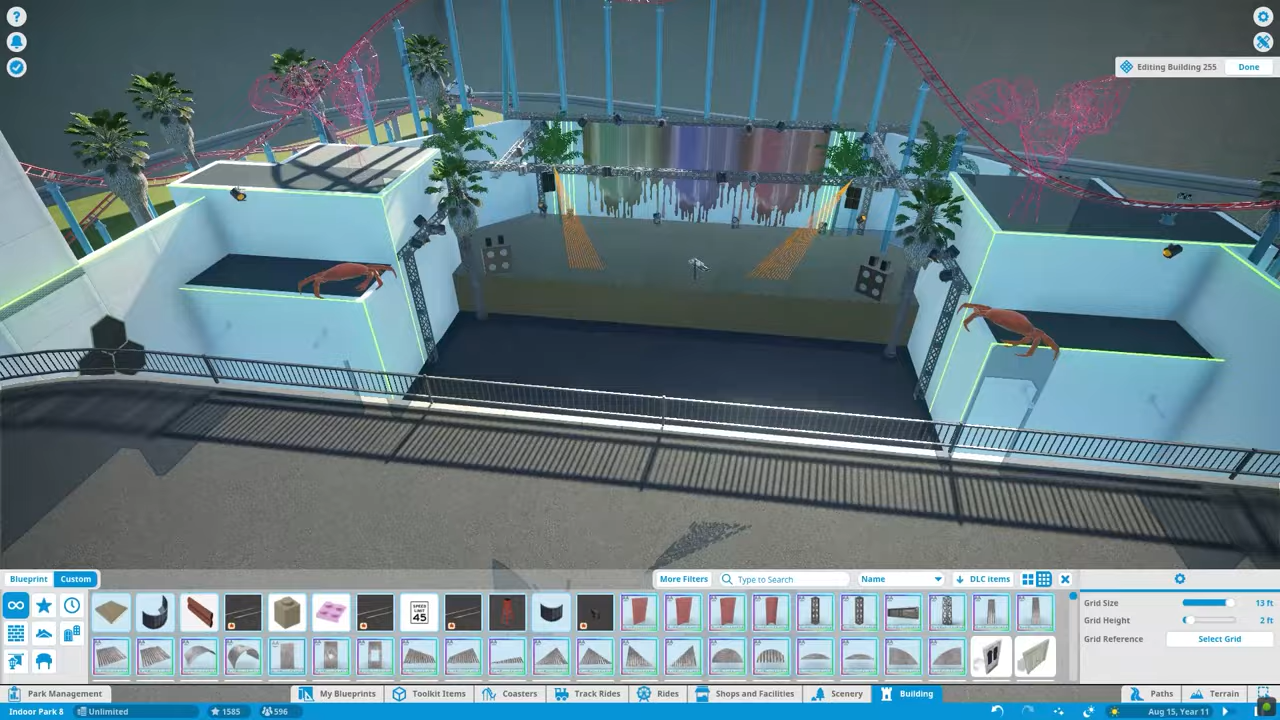 Editing Building 255
Done
Blueprint
Custom
More Filters
Type to Search
Name
DLC items
Grid Size
13 ft
Grid Height
2 ft
Grid Reference
Select Grid
SPEED
LIMIT
45
Park Management
My Blueprints
Toolkit Items
Coasters
Track Rides
Rides
Shops and Facilities
Scenery
Building
Paths
Terrain
Indoor Park 8
Unlimited
1585
596
Aug 15, Year 11